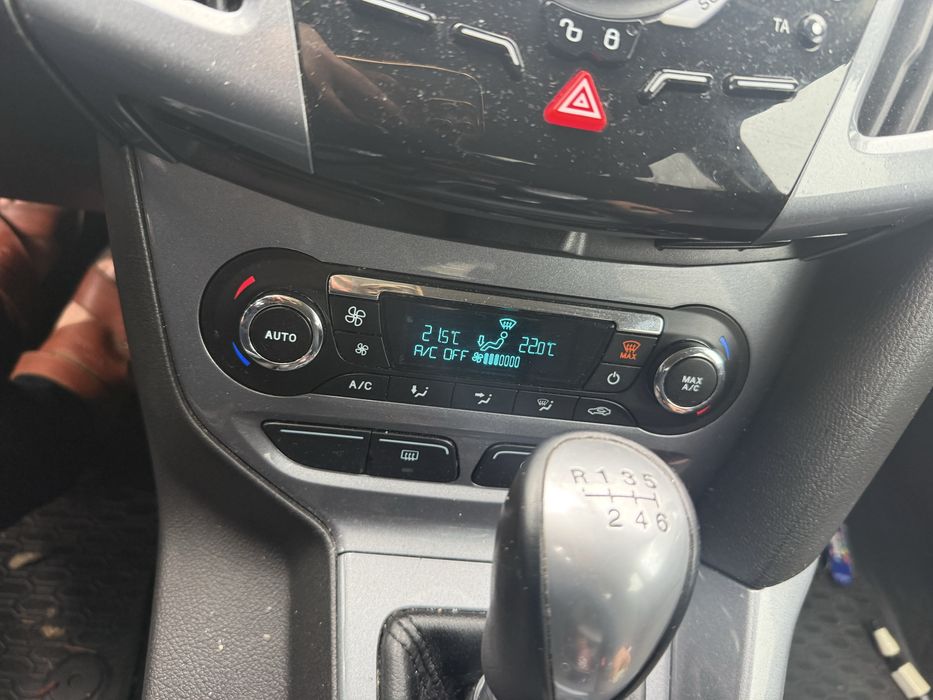 TA
AUTO
21.5°C 22.0°C
A/C OFF
MAX
MAX
A/C
A/C
R 1 3 5
2 4 6